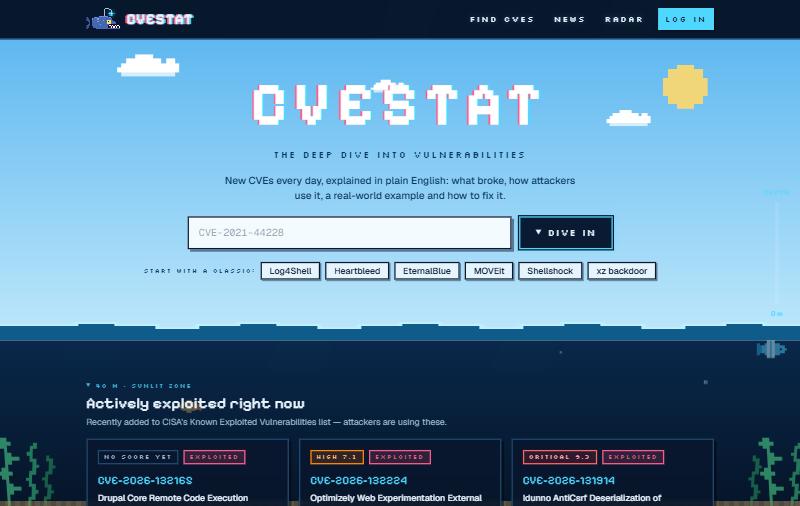 CVESTAT
FIND CVES NEWS RADAR LOG IN
CVESTAT
THE DEEP DIVE INTO VULNERABILITIES
New CVEs every day, explained in plain English: what broke, how attackers
use it, a real-world example and how to fix it.
CVE-2021-44228
▼ DIVE IN
START WITH A CLASSIC: Log4Shell Heartbleed EternalBlue MOVEit Shellshock xz backdoor
0m
▼ 40 M · SUNLIT ZONE
Actively exploited right now
Recently added to CISA's Known Exploited Vulnerabilities list — attackers are using these.
NO SCORE YET EXPLOITED
CVE-2026-132165
Drupal Core Remote Code Execution
HIGH 7.1 EXPLOITED
CVE-2026-132224
Optimizely Web Experimentation External
CRITICAL 9.3 EXPLOITED
CVE-2026-131914
Idunno AntiCsrf Deserialization of